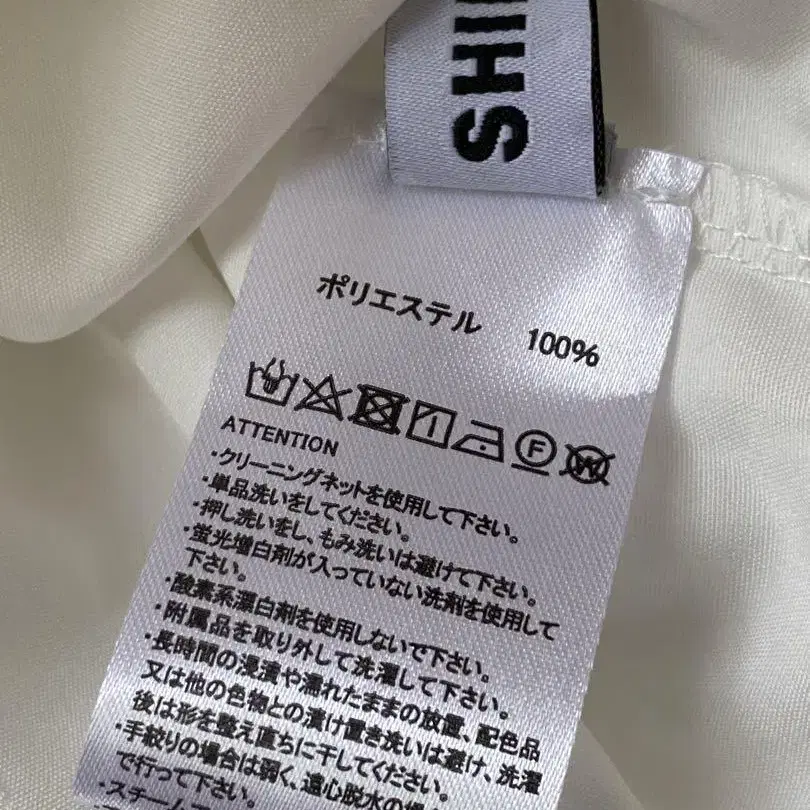 SHI
ポリエステル 100%
F
W
ATTENTION
・クリーニングネットを使用して下さい。
・単品洗いをしてください。
・押し洗いをし、もみ洗いは避けて下さい。
・蛍光増白剤が入っていない洗剤を使用して
下さい。
・酸素系漂白剤を使用しないで下さい。
・附属品を取り外して洗濯して下さい。
・長時間の浸漬や濡れたままの放置、配色品
又は他の色物との漬け置き洗いは避け、洗濯
後は形を整え直ちに干してください。
・手絞りの場合は弱く、遠心脱水の場
で行って下さい。
・スチーム